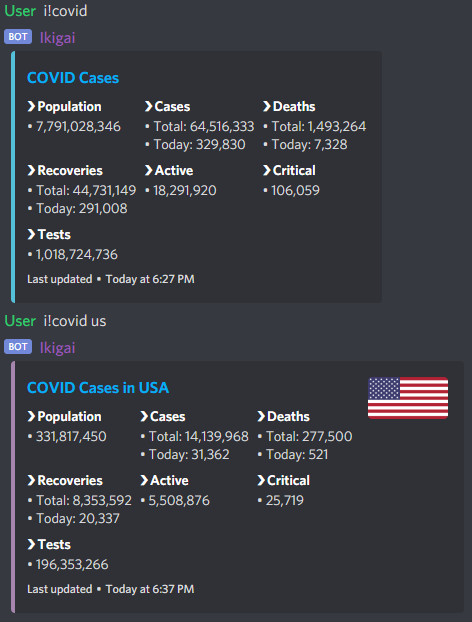 User i!covid
BOT Ikigai
COVID Cases
❯Population ❯Cases ❯Deaths
• 7,791,028,346 • Total: 64,516,333 • Total: 1,493,264
• Today: 329,830 • Today: 7,328
❯Recoveries ❯Active ❯Critical
• Total: 44,731,149 • 18,291,920 • 106,059
• Today: 291,008
❯Tests
• 1,018,724,736
Last updated • Today at 6:27 PM
User i!covid us
BOT Ikigai
COVID Cases in USA
❯Population ❯Cases ❯Deaths
• 331,817,450 • Total: 14,139,968 • Total: 277,500
• Today: 31,362 • Today: 521
❯Recoveries ❯Active ❯Critical
• Total: 8,353,592 • 5,508,876 • 25,719
• Today: 20,337
❯Tests
• 196,353,266
Last updated • Today at 6:37 PM